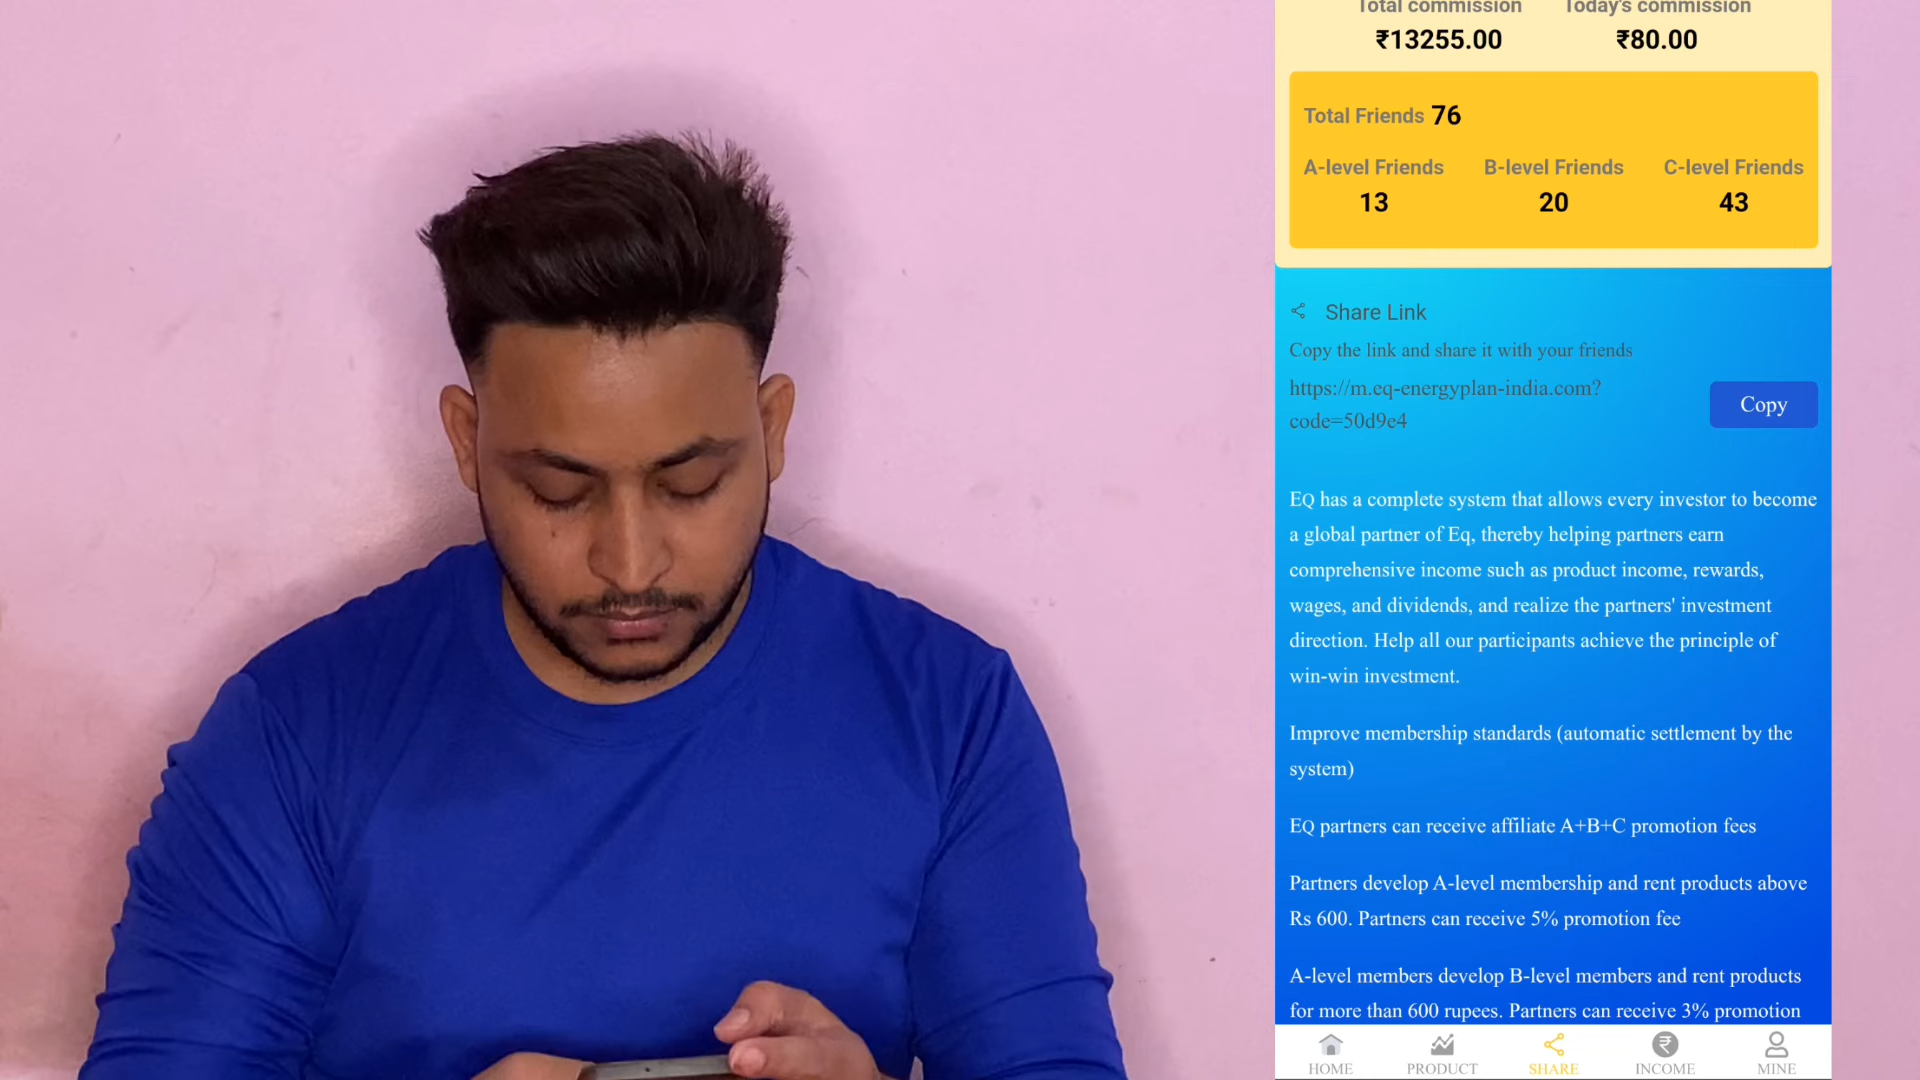 Total commission Today's commission
₹13255.00 ₹80.00
Total Friends 76
A-level Friends B-level Friends C-level Friends
13 20 43
Share Link
Copy the link and share it with your friends
https://m.eq-energyplan-india.com?
code=50d9e4
Copy
EQ has a complete system that allows every investor to become
a global partner of Eq, thereby helping partners earn
comprehensive income such as product income, rewards,
wages, and dividends, and realize the partners' investment
direction. Help all our participants achieve the principle of
win-win investment.
Improve membership standards (automatic settlement by the
system)
EQ partners can receive affiliate A+B+C promotion fees
Partners develop A-level membership and rent products above
Rs 600. Partners can receive 5% promotion fee
A-level members develop B-level members and rent products
for more than 600 rupees. Partners can receive 3% promotion
HOME PRODUCT SHARE INCOME MINE